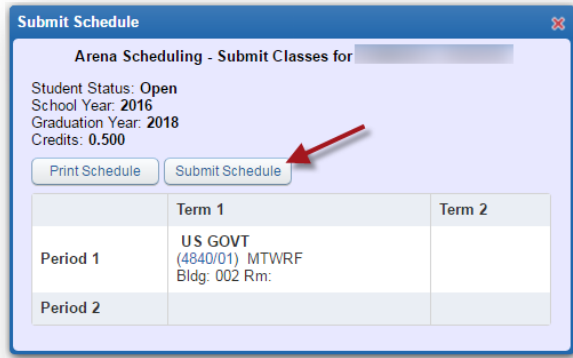 Submit Schedule
Arena Scheduling - Submit Classes for
Student Status: Open
School Year: 2016
Graduation Year: 2018
Credits: 0.500
Print Schedule Submit Schedule
Term 1 Term 2
US GOVT
Period 1 (4840/01) MTWRF
Bldg: 002 Rm:
Period 2